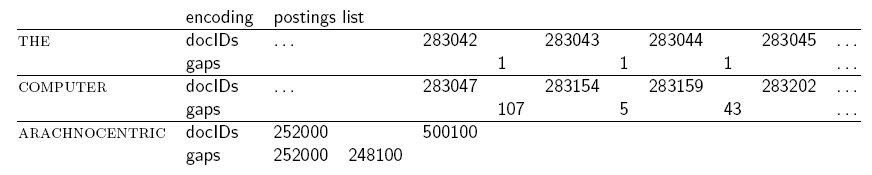 encoding postings list
THE docIDs ... 283042 283043 283044 283045 ...
gaps 1 1 1 ...
COMPUTER docIDs ... 283047 283154 283159 283202 ...
gaps 107 5 43 ...
ARACHNOCENTRIC docIDs 252000 500100
gaps 252000 248100